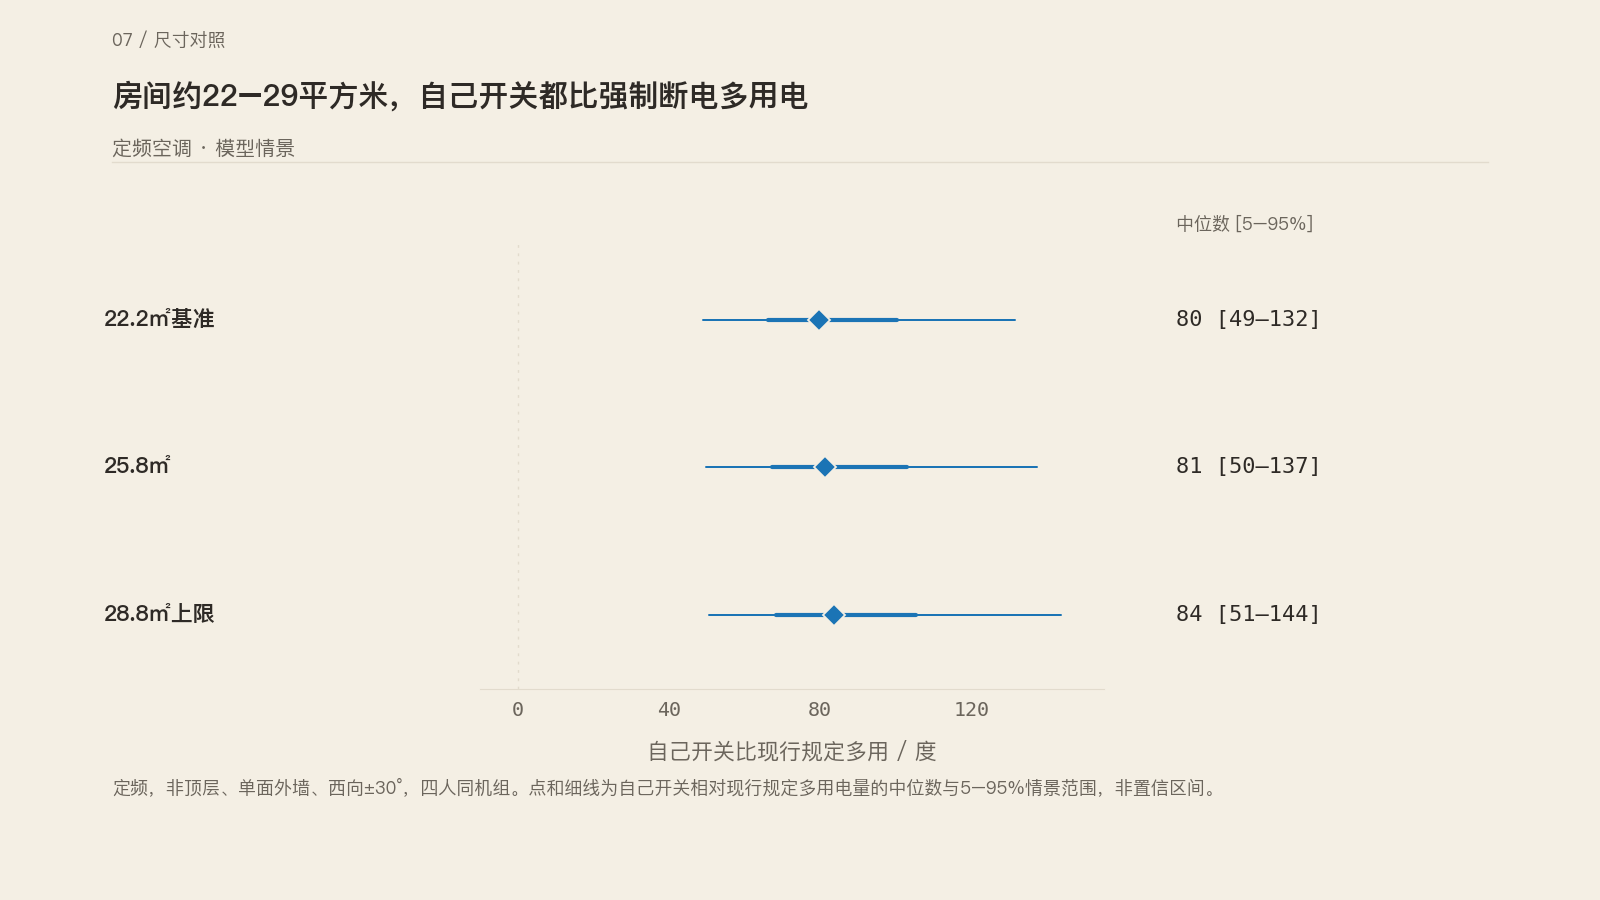 07 / 尺寸对照
房间约22—29平方米，自己开关都比强制断电多用电
定频空调 · 模型情景
中位数 [5—95%]
22.2㎡基准
80 [49—132]
25.8㎡
81 [50—137]
28.8㎡上限
84 [51—144]
0 40 80 120
自己开关比现行规定多用 / 度
定频，非顶层、单面外墙、西向±30°，四人同机组。点和细线为自己开关相对现行规定多用电量的中位数与5—95%情景范围，非置信区间。